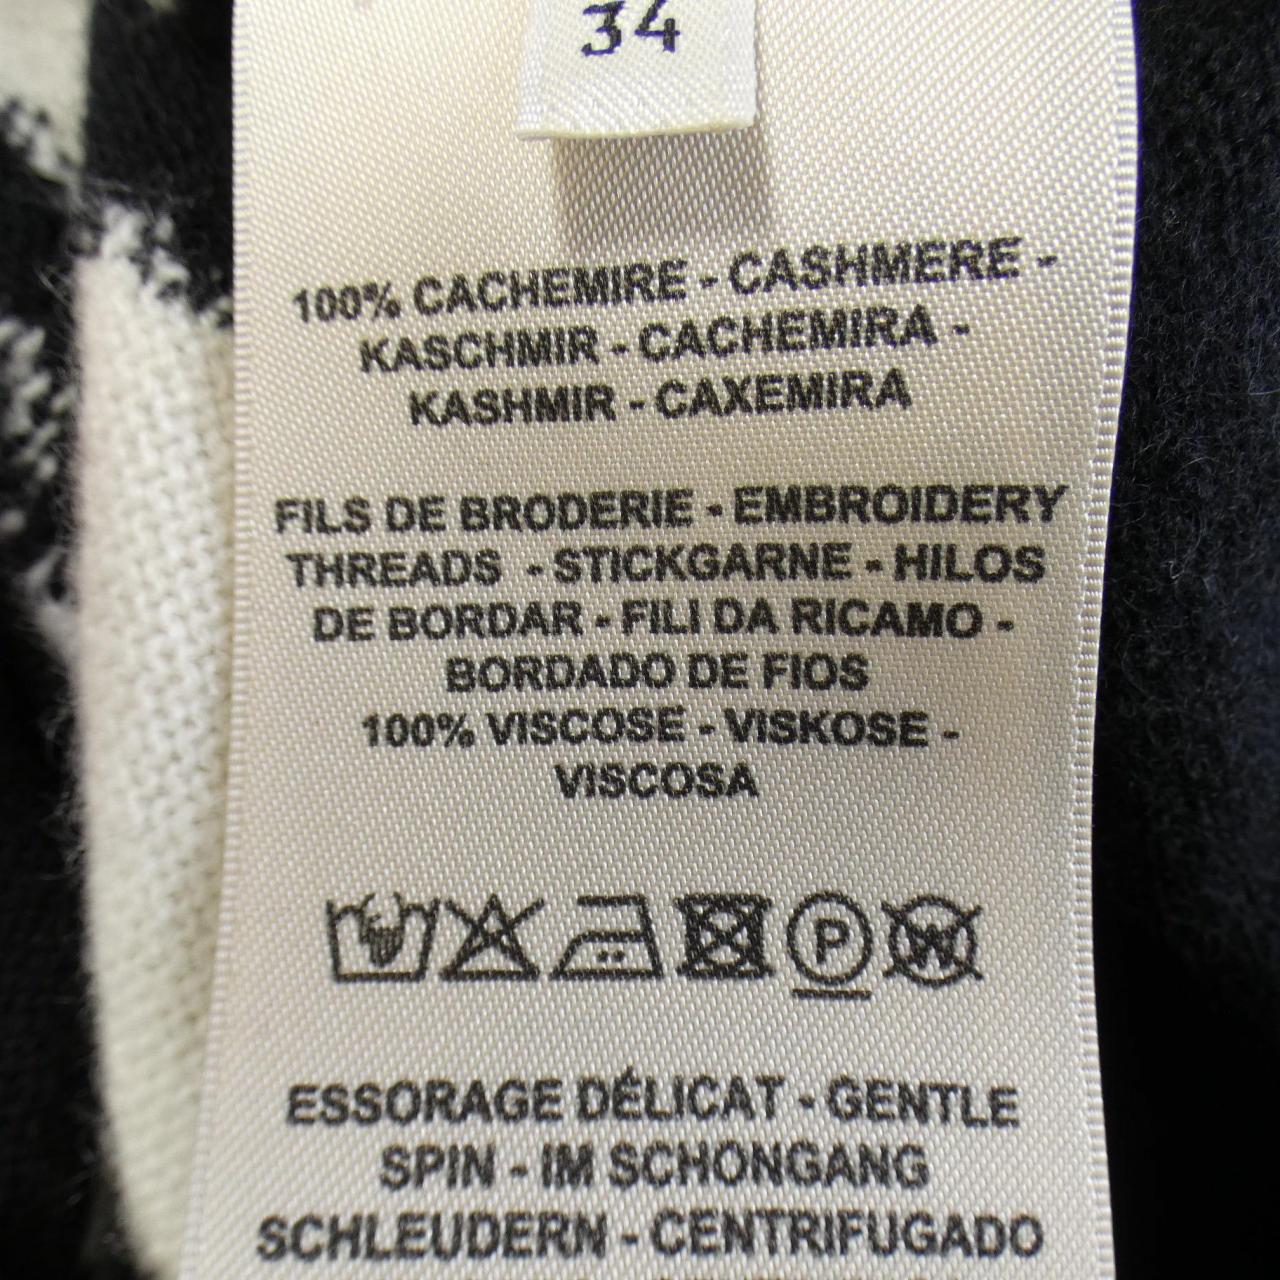 34
100% CACHEMIRE - CASHMERE -
KASCHMIR - CACHEMIRA -
KASHMIR - CAXEMIRA
FILS DE BRODERIE - EMBROIDERY
THREADS - STICKGARNE - HILOS
DE BORDAR - FILI DA RICAMO -
BORDADO DE FIOS
100% VISCOSE - VISKOSE -
VISCOSA
P W
ESSORAGE DÉLICAT - GENTLE
SPIN - IM SCHONGANG
SCHLEUDERN - CENTRIFUGADO